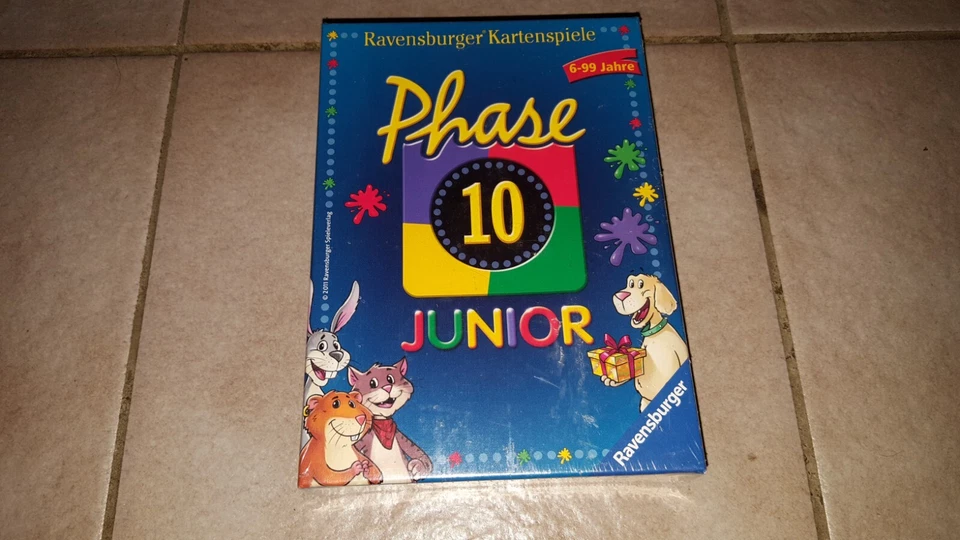 Ravensburger® Kartenspiele
6-99 Jahre
Phase
10
JUNIOR
© 2011 Ravensburger Spieleverlag
Ravensburger